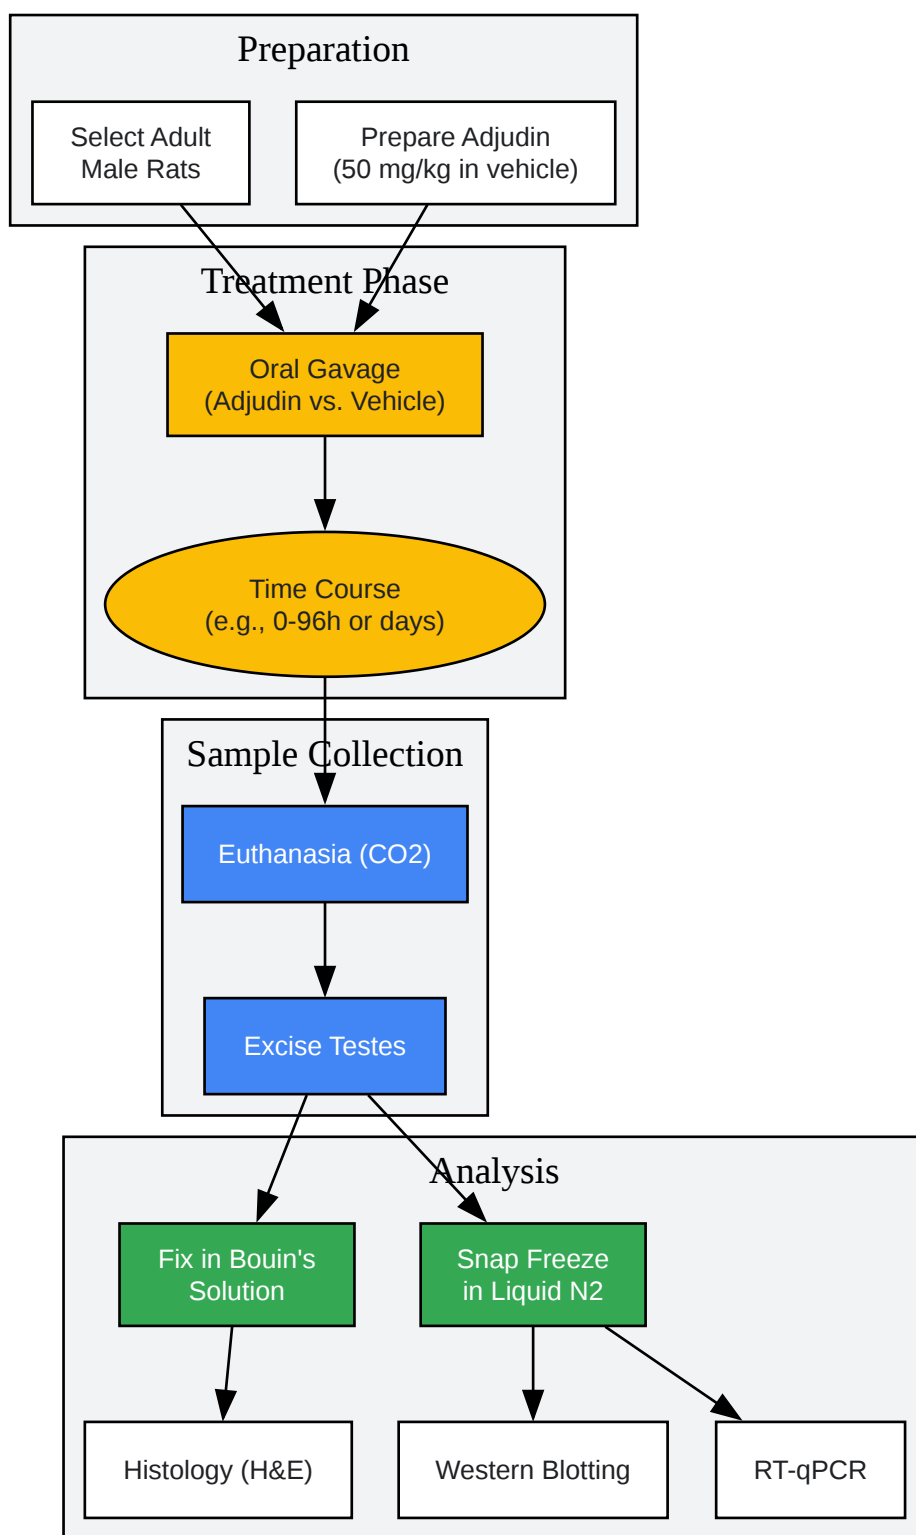 Preparation
Select Adult
Male Rats
Prepare Adjudin
(50 mg/kg in vehicle)
Treatment Phase
Oral Gavage
(Adjudin vs. Vehicle)
Time Course
(e.g., 0-96h or days)
Sample Collection
Euthanasia (CO2)
Excise Testes
Analysis
Fix in Bouin's
Solution
Snap Freeze
in Liquid N2
Histology (H&E)
Western Blotting
RT-qPCR